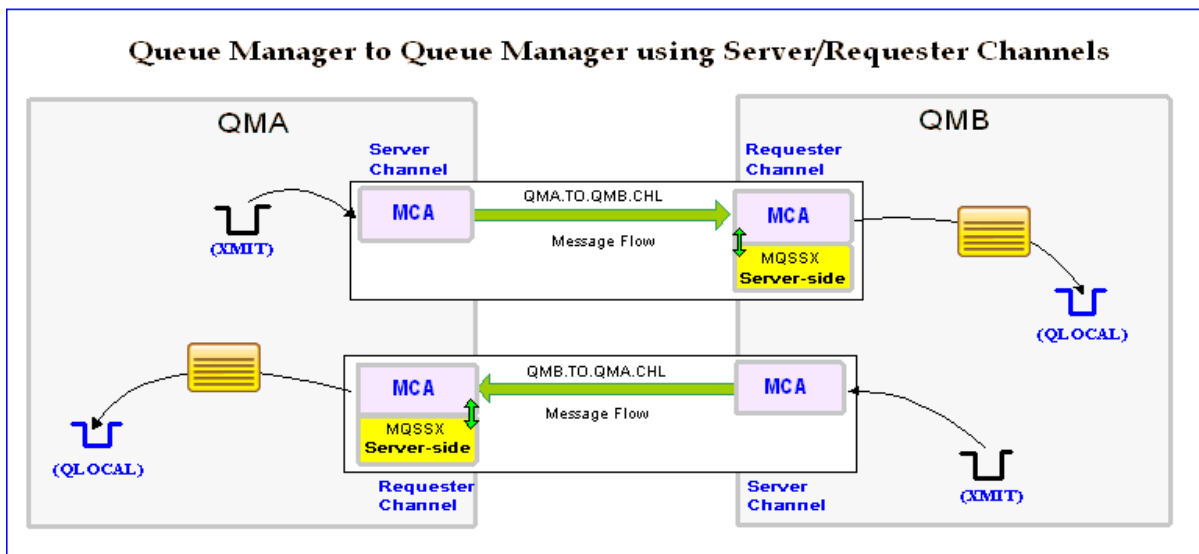 Queue Manager to Queue Manager using Server/Requester Channels
QMA
QMB
Server
Channel
Requester
Channel
MCA
QMA.TO.QMB.CHL
MCA
Message Flow
(XMIT)
MQSSX
Server-side
(QLOCAL)
MCA
QMB.TO.QMA.CHL
MCA
Message Flow
MQSSX
Server-side
(QLOCAL)
(XMIT)
Requester
Channel
Server
Channel